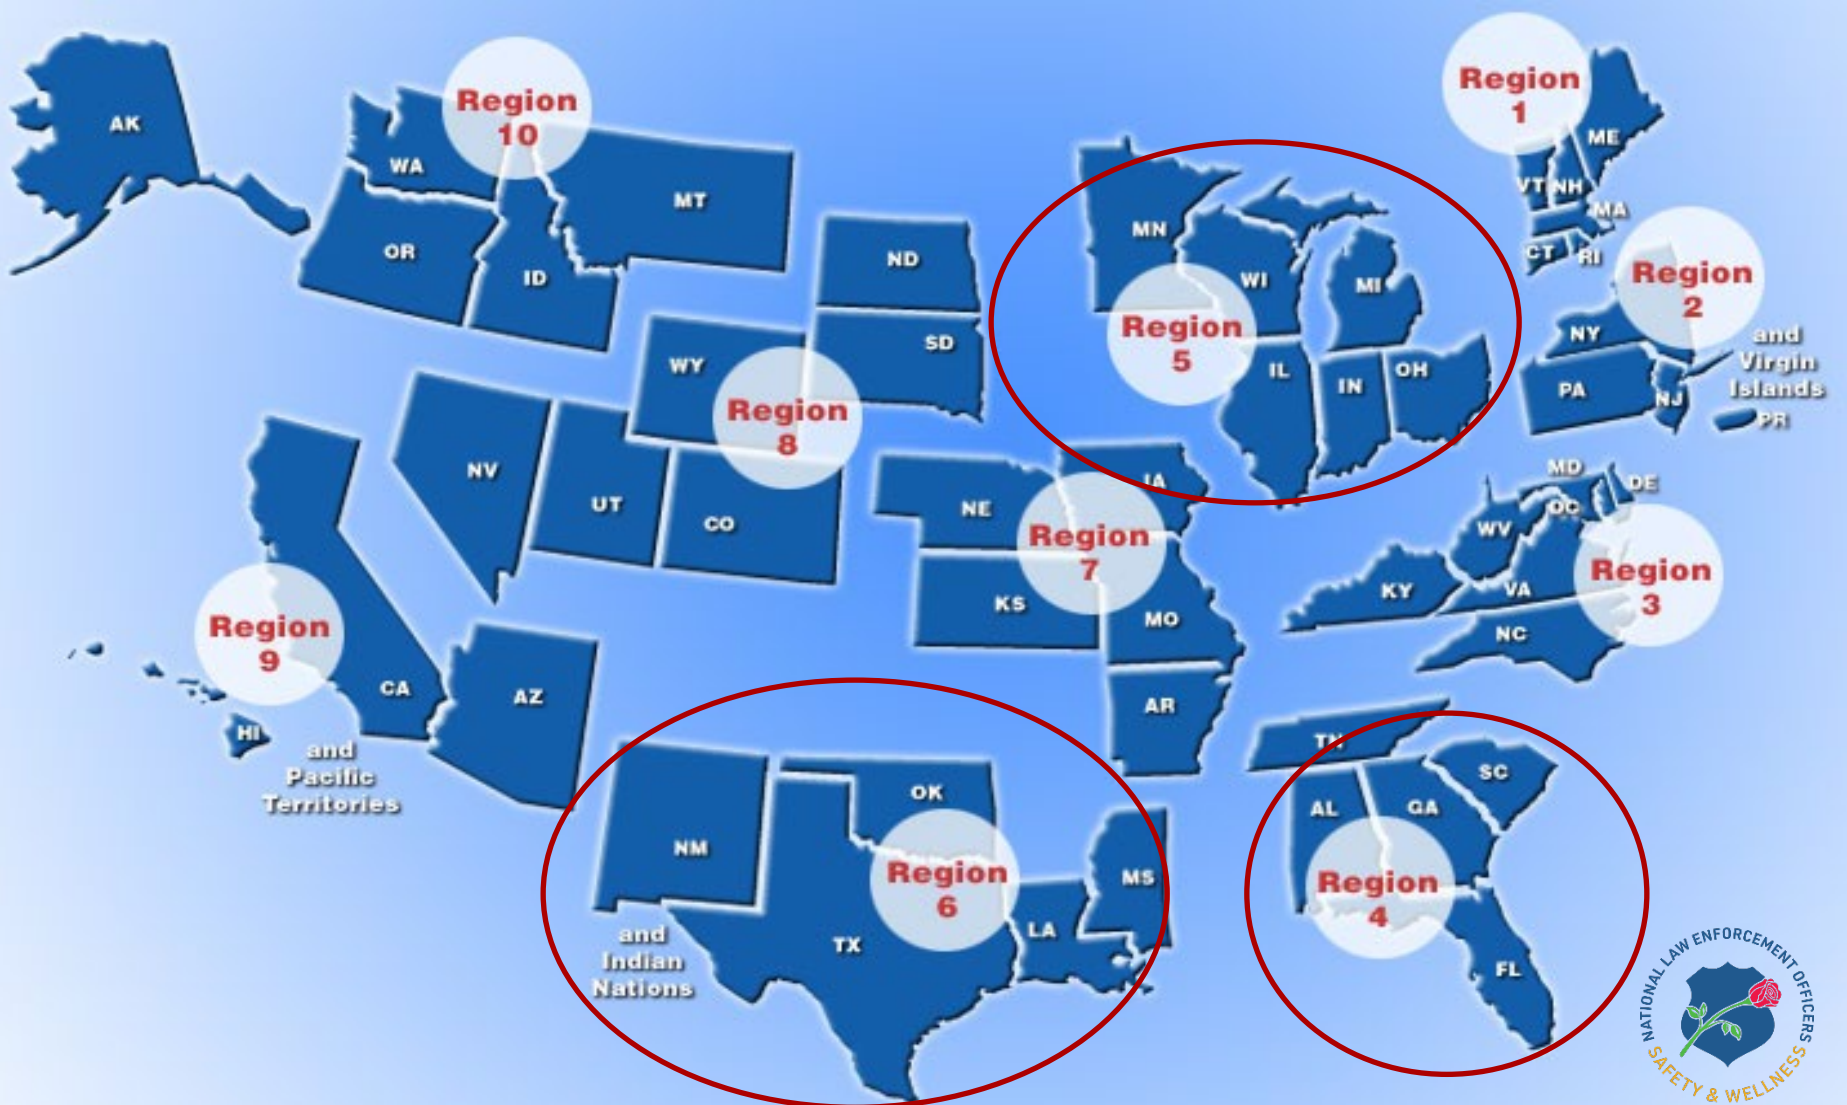 AK
WA
Region
10
MT
OR
ID
ND
SD
WY
Region
8
NV
UT
CO
Region
9
CA
AZ
HI
and
Pacific
Territories
MN
WI
MI
Region
5
IL
IN
OH
Region
1
ME
VT
NH
MA
CT
RI
Region
2
NY
PA
NJ
and
Virgin
Islands
PR
NE
IA
Region
7
KS
MO
AR
MD
DE
DC
WV
KY
VA
Region
3
NC
NM
OK
Region
6
TX
LA
MS
and
Indian
Nations
TN
SC
AL
GA
Region
4
FL
NATIONAL LAW ENFORCEMENT OFFICERS
SAFETY & WELLNESS